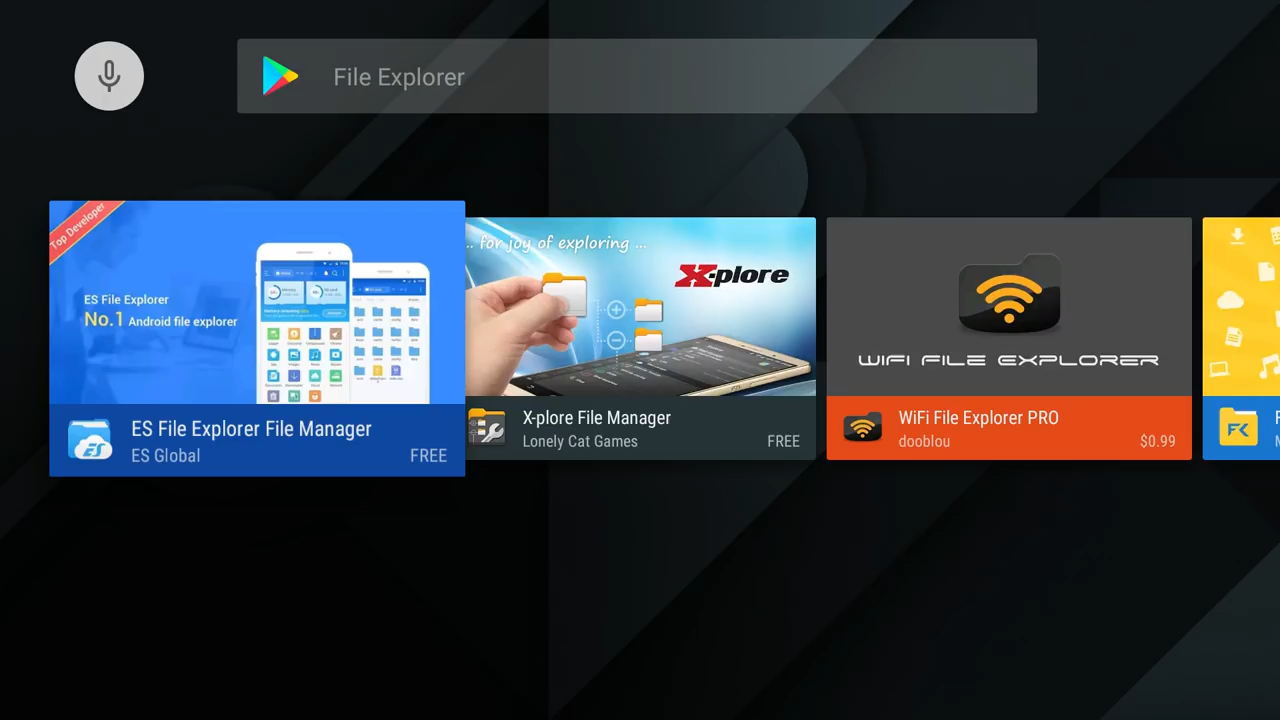 File Explorer
Top Developer
ES File Explorer
No.1 Android file explorer
ES File Explorer File Manager
ES Global
FREE
.. for joy of exploring ...
X-plore
X-plore File Manager
Lonely Cat Games
FREE
WIFI FILE EXPLORER
WiFi File Explorer PRO
dooblou
$0.99